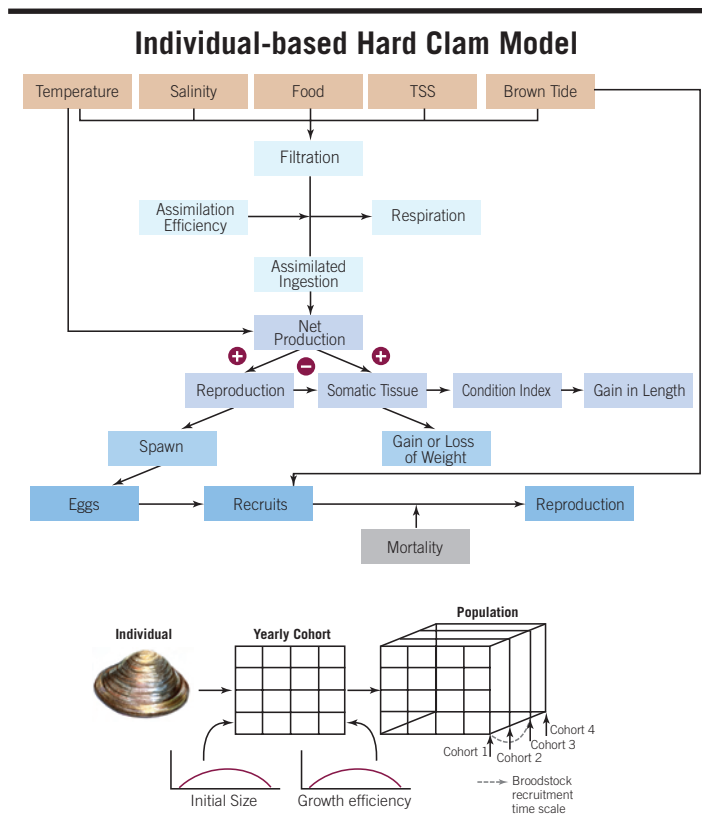 Individual-based Hard Clam Model
Temperature
Salinity
Food
TSS
Brown Tide
Filtration
Assimilation
Efficiency
Respiration
Assimilated
Ingestion
Net
Production
+
−
+
Reproduction
Somatic Tissue
Condition Index
Gain in Length
Spawn
Gain or Loss
of Weight
Eggs
Recruits
Reproduction
Mortality
Individual
Yearly Cohort
Population
Cohort 1
Cohort 2
Cohort 3
Cohort 4
Initial Size
Growth efficiency
Broodstock
recruitment
time scale